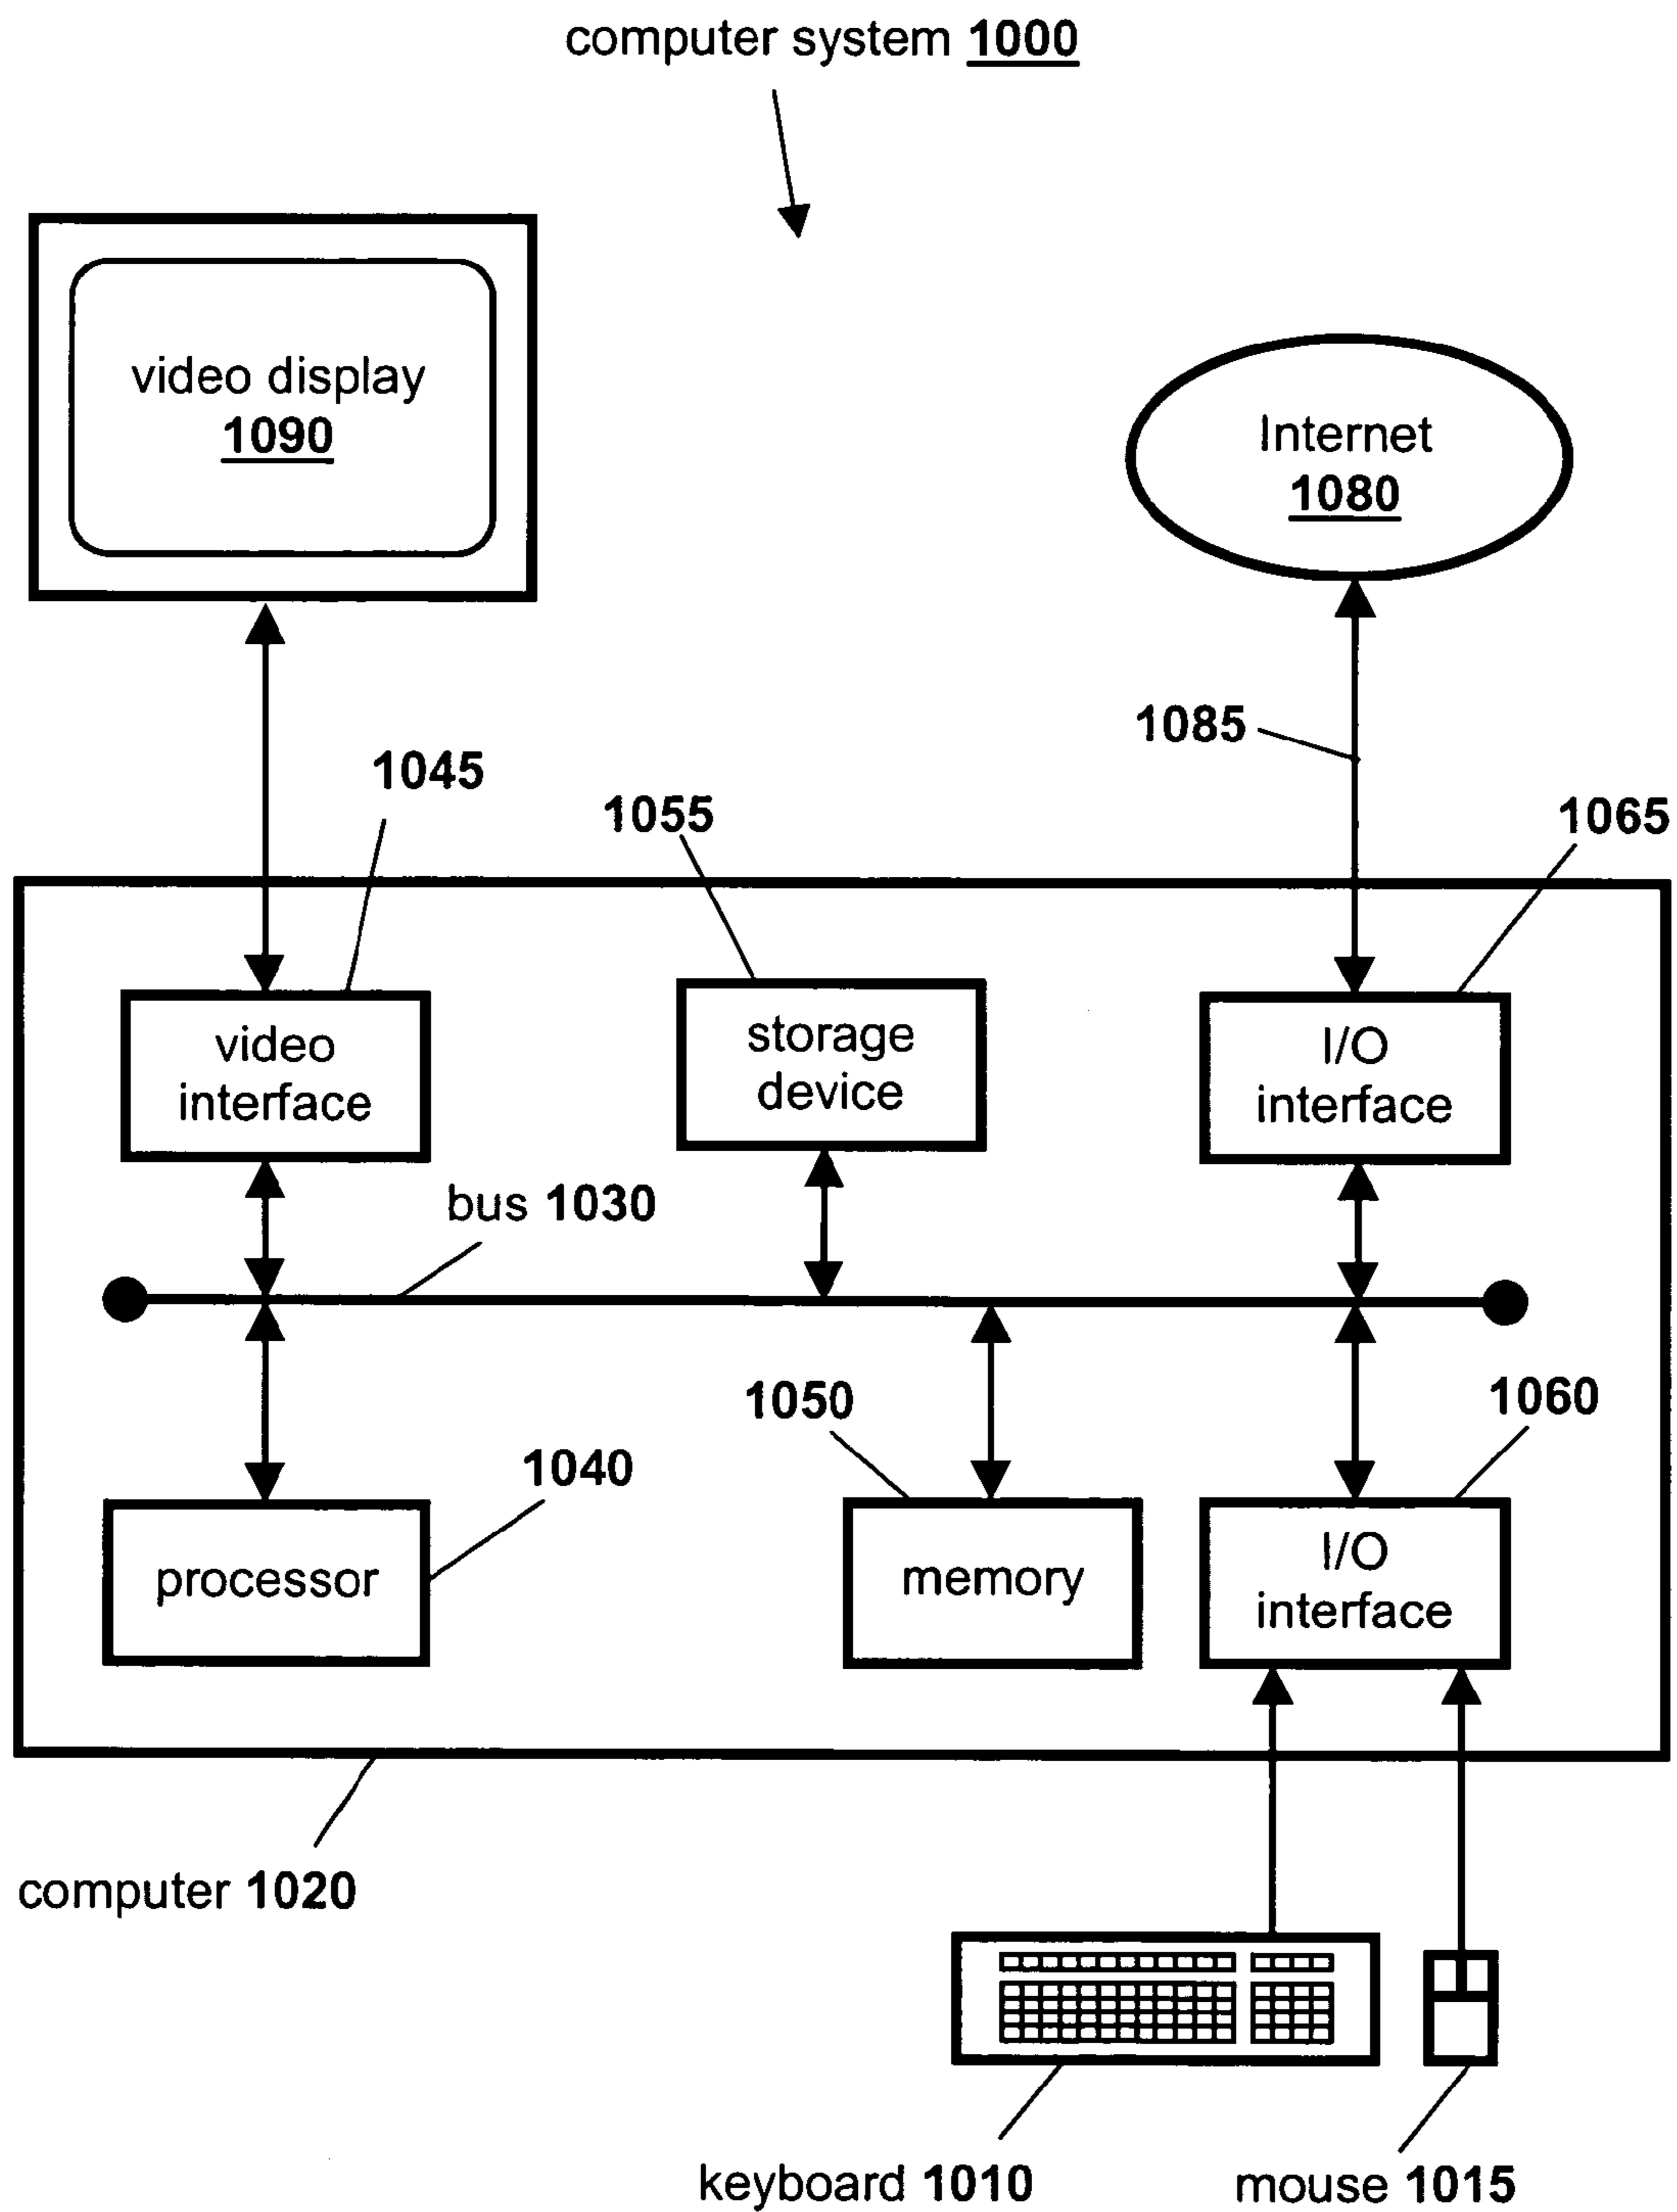 computer system 1000
video display
1090
Internet
1080
1085
1045
1055
1065
video
interface
storage
device
I/O
interface
bus 1030
1050
1060
1040
processor
memory
I/O
interface
computer 1020
keyboard 1010
mouse 1015